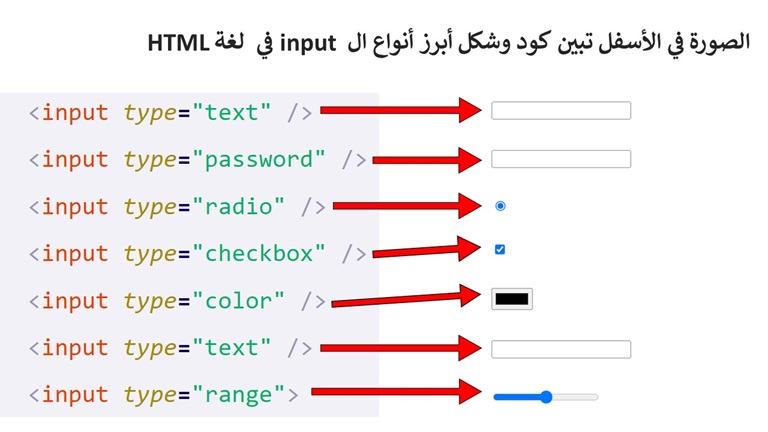 الصورة في الأسفل تبين كود وشكل أبرز أنواع ال input في لغة HTML
<input type="text" />
<input type="password" />
<input type="radio" />
<input type="checkbox" />
<input type="color" />
<input type="text" />
<input type="range">